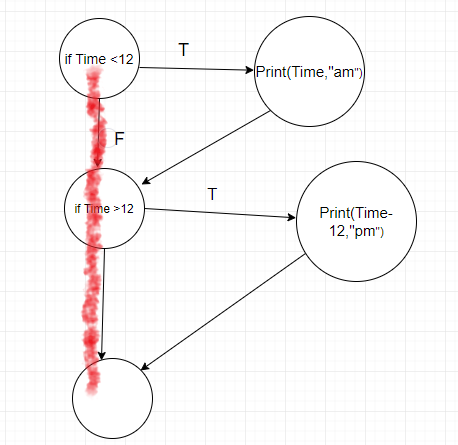 if Time <12
T
Print(Time,"am")
F
if Time >12
T
Print(Time-
12,"pm")